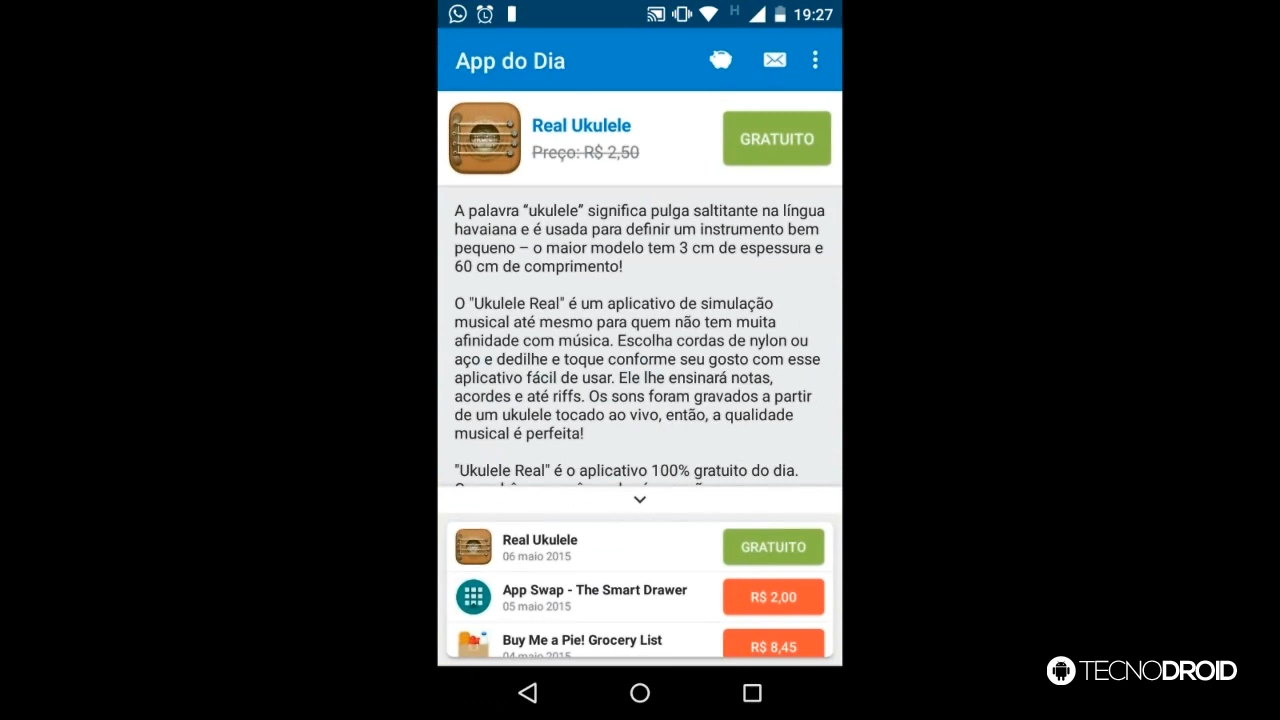 H 19:27
App do Dia
Real Ukulele
Preço: R$ 2,50
GRATUITO
A palavra “ukulele” significa pulga saltitante na língua
havaiana e é usada para definir um instrumento bem
pequeno – o maior modelo tem 3 cm de espessura e
60 cm de comprimento!
O "Ukulele Real" é um aplicativo de simulação
musical até mesmo para quem não tem muita
afinidade com música. Escolha cordas de nylon ou
aço e dedilhe e toque conforme seu gosto com esse
aplicativo fácil de usar. Ele lhe ensinará notas,
acordes e até riffs. Os sons foram gravados a partir
de um ukulele tocado ao vivo, então, a qualidade
musical é perfeita!
"Ukulele Real" é o aplicativo 100% gratuito do dia.
Real Ukulele
06 maio 2015
GRATUITO
App Swap - The Smart Drawer
05 maio 2015
R$ 2,00
Buy Me a Pie! Grocery List
04 maio 2015
R$ 8,45
TECNODROID